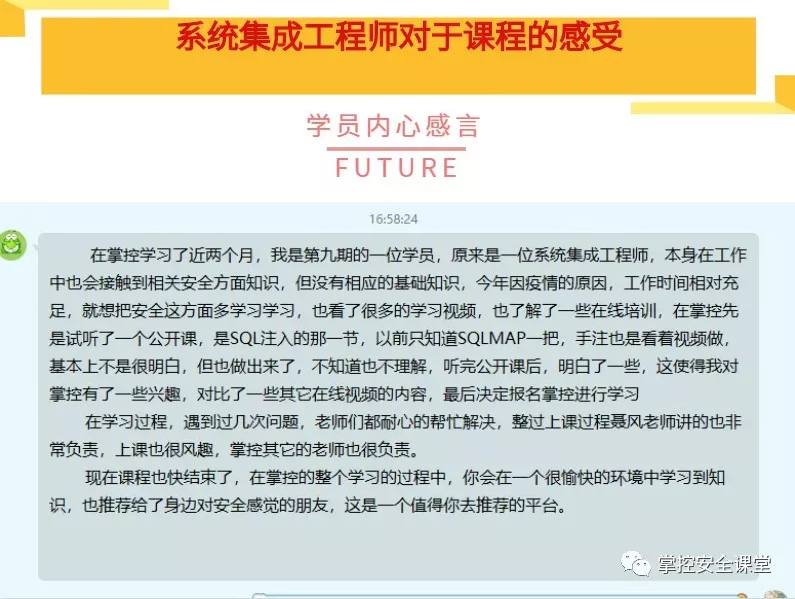 系统集成工程师对于课程的感受
学员内心感言
FUTURE
16:58:24
在掌控学习了近两个月，我是第九期的一位学员，原来是一位系统集成工程师，本身在工作
中也会接触到相关安全方面知识，但没有相应的基础知识，今年因疫情的原因，工作时间相对充
足，就想把安全这方面多学习学习，也看了很多的学习视频，也了解了一些在线培训，在掌控先
是试听了一个公开课，是SQL注入的那一节，以前只知道SQLMAP一把，手注也是看着视频做，
基本上不是很明白，但也做出来了，不知道也不理解，听完公开课后，明白了一些，这使得我对
掌控有了一些兴趣，对比了一些其它在线视频的内容，最后决定报名掌控进行学习
在学习过程，遇到过几次问题，老师们都耐心的帮忙解决，整过上课过程聂风老师讲的也非
常负责，上课也很风趣，掌控其它的老师也很负责。
现在课程也快结束了，在掌控的整个学习的过程中，你会在一个很愉快的环境中学习到知
识，也推荐给了身边对安全感觉的朋友，这是一个值得你去推荐的平台。
掌控安全课堂